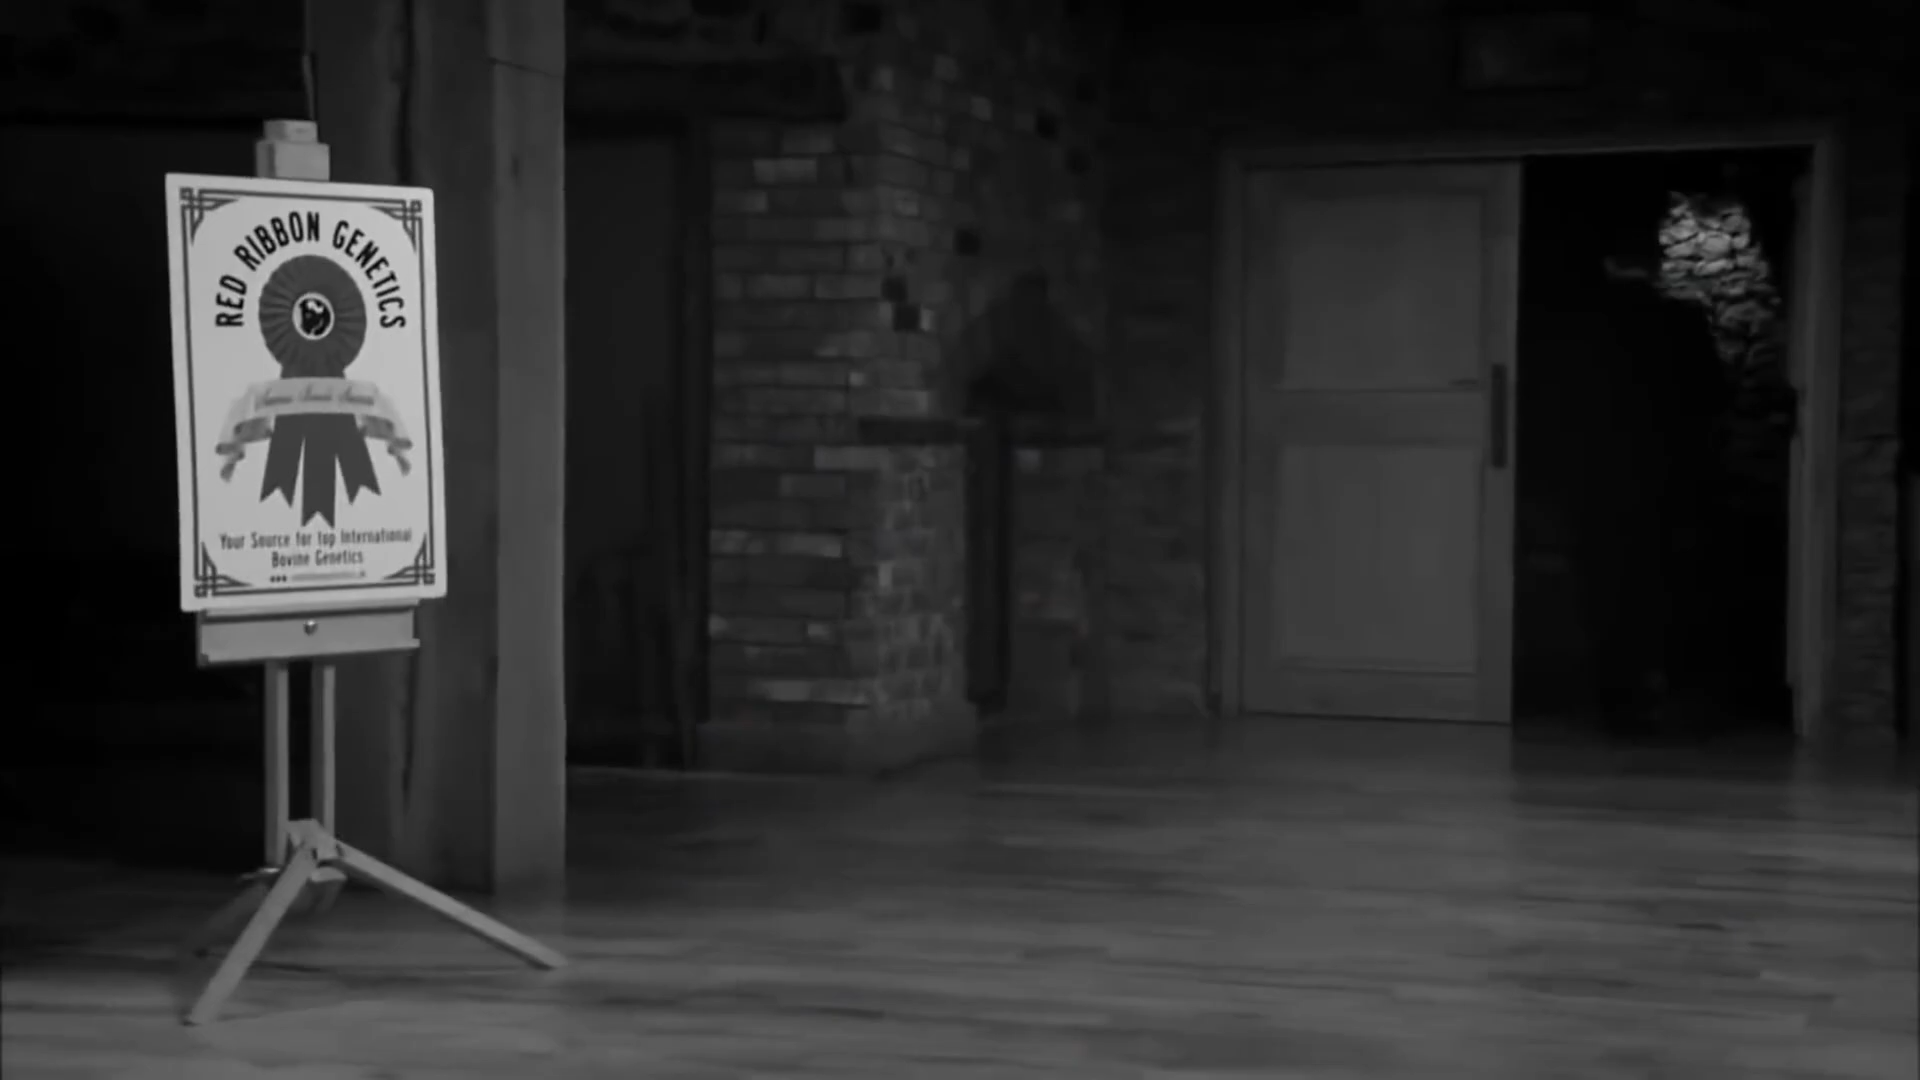 RED RIBBON GENETICS
Your Source for top International
Bovine Genetics